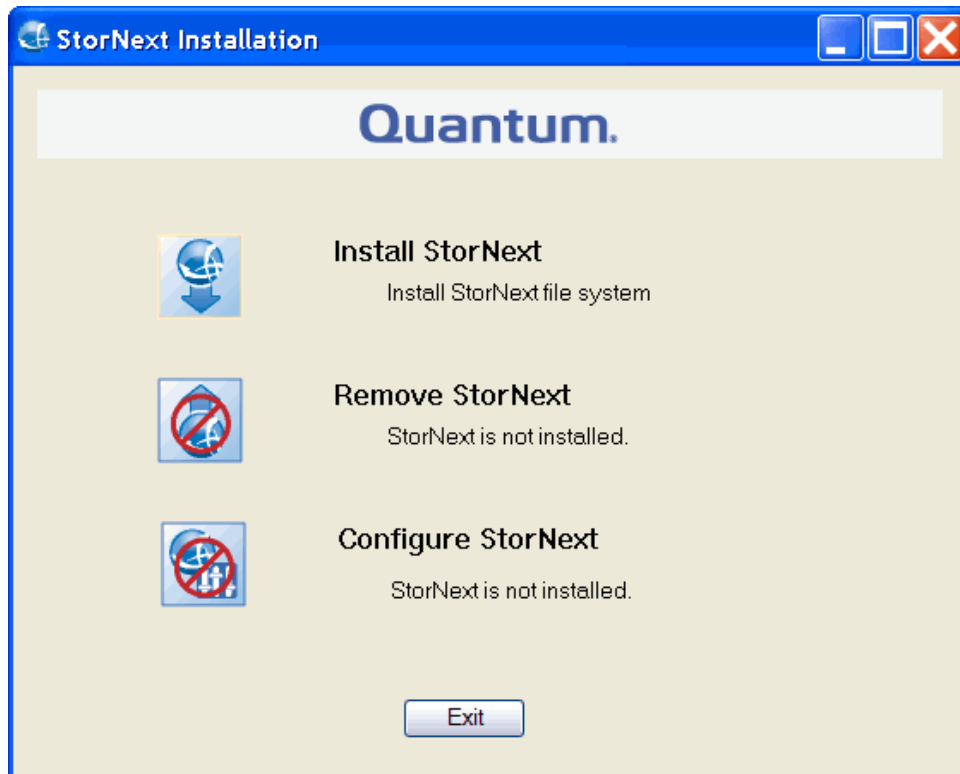 StorNext Installation
Quantum.
Install StorNext
Install StorNext file system
Remove StorNext
StorNext is not installed.
Configure StorNext
StorNext is not installed.
Exit